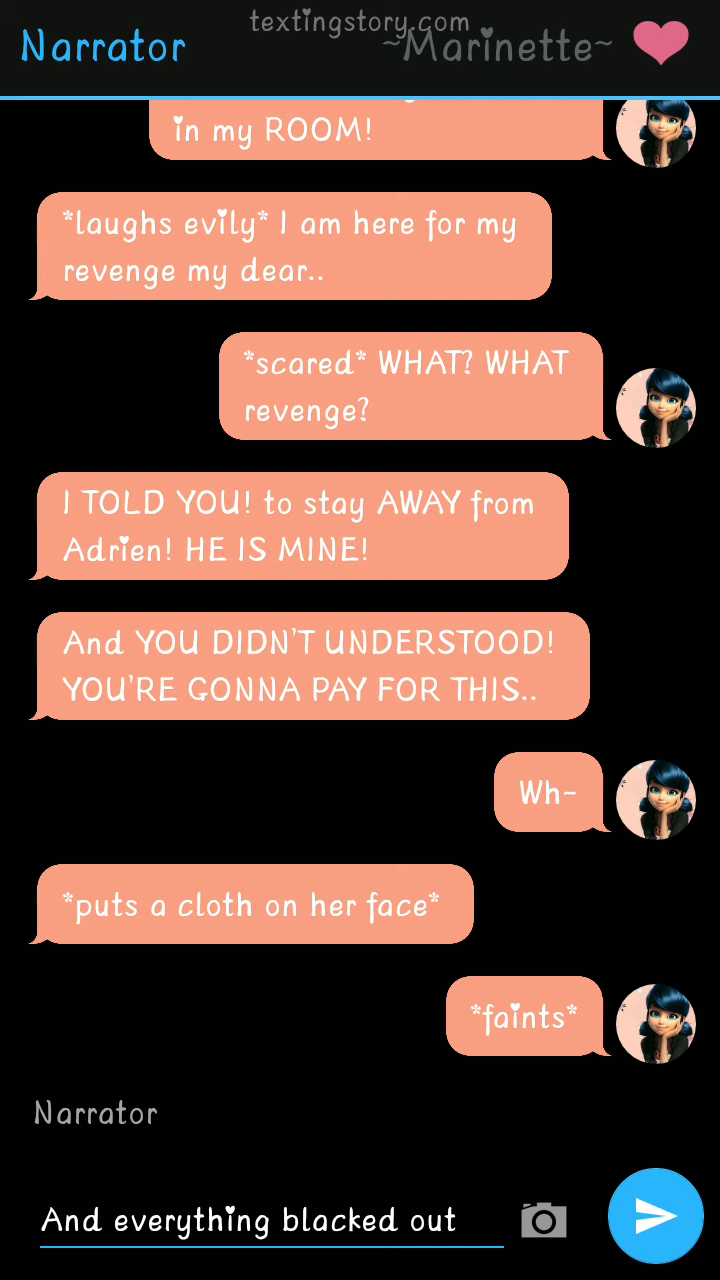 textingstory.com
Narrator
~Marinette~
in my ROOM!
*laughs evily* I am here for my
revenge my dear..
*scared* WHAT? WHAT
revenge?
I TOLD YOU! to stay AWAY from
Adrien! HE IS MINE!
And YOU DIDN'T UNDERSTOOD!
YOU'RE GONNA PAY FOR THIS..
Wh-
*puts a cloth on her face*
*faints*
Narrator
And everything blacked out